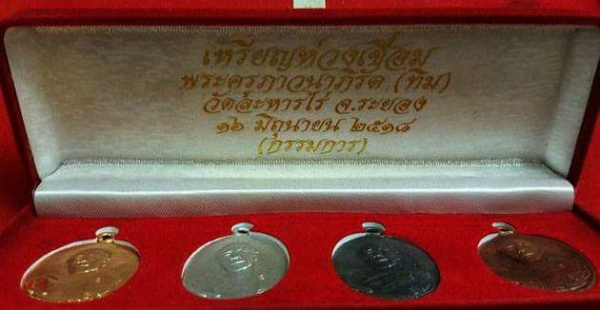 เหรียญห่วงเชื่อม
พระครูภาวนาภิรัต (ทิม)
วัดละหารไร่ จ.ระยอง
๑๖ มิถุนายน ๒๕๑๘
(กรรมการ)